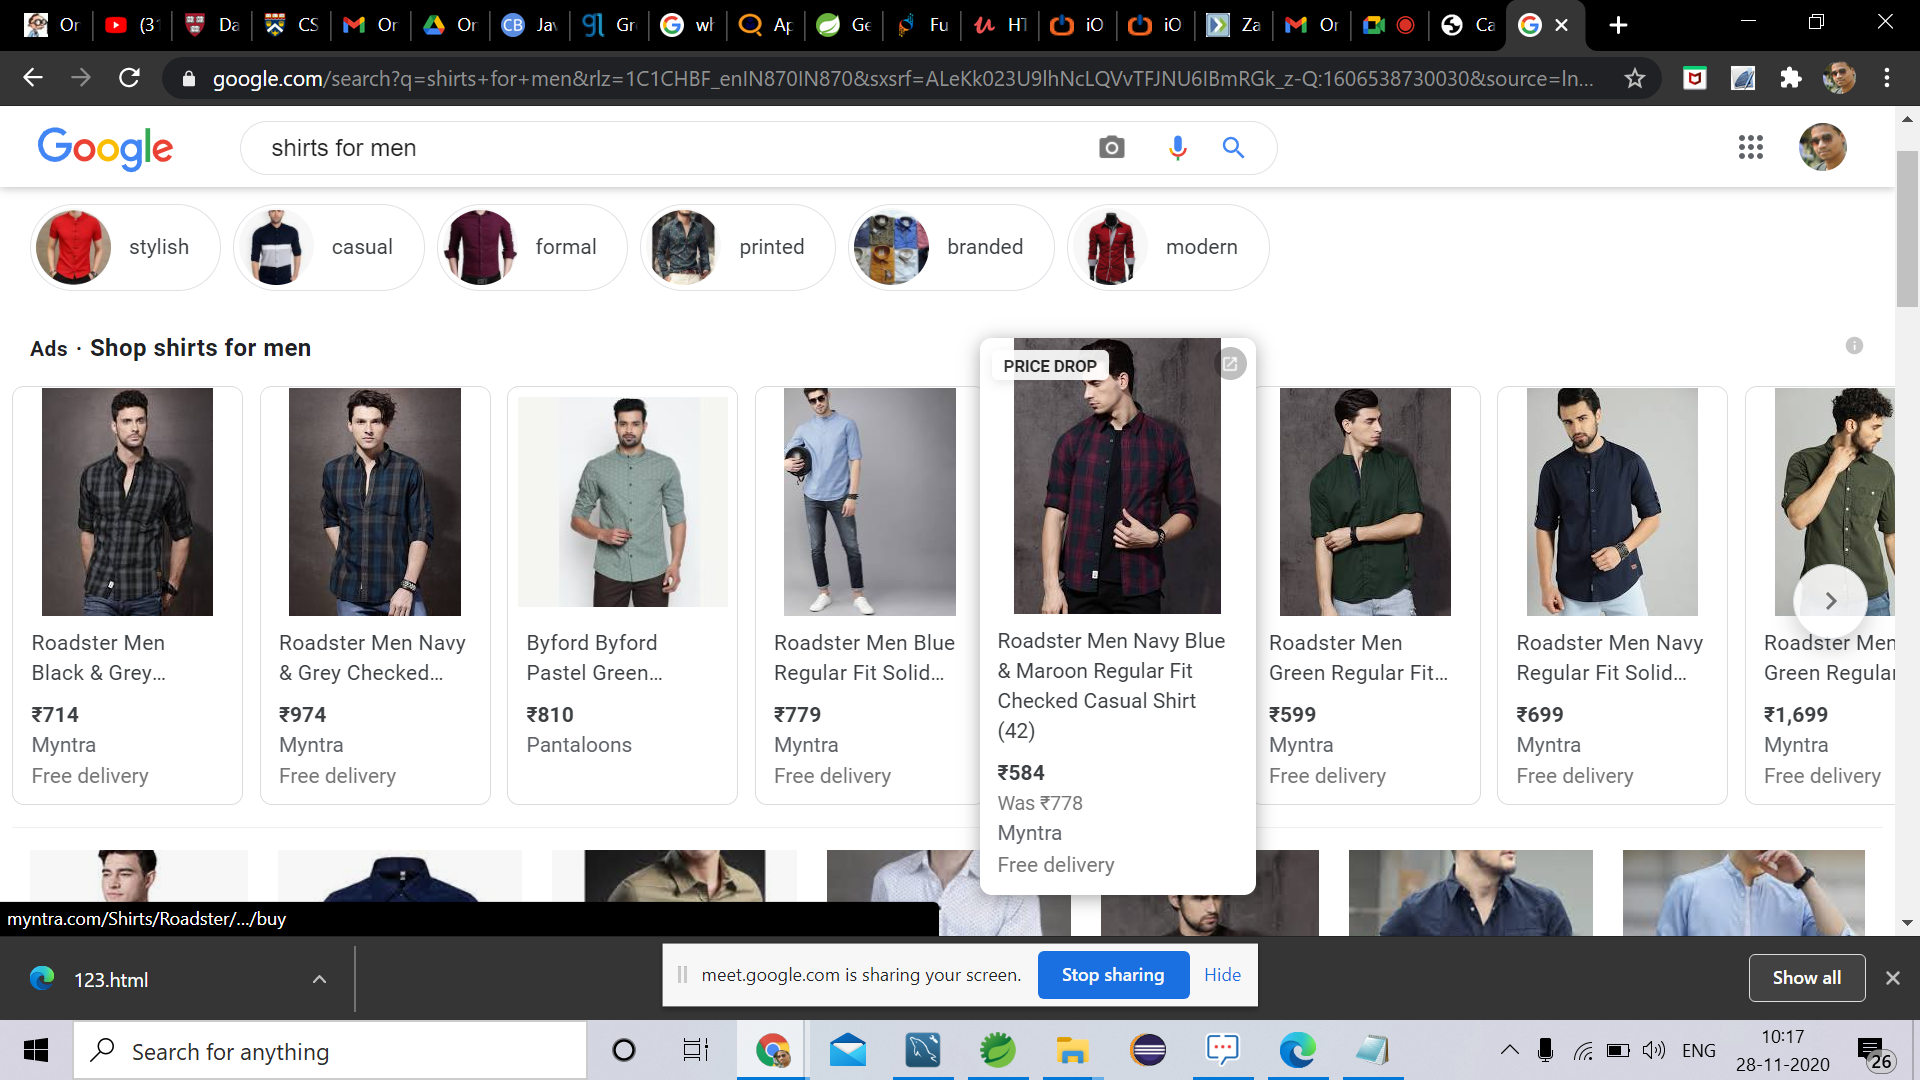 Or (31 Da CS Or Or Jav Gr wh Ap Ge Fu HT iO iO Za Or Ca
google.com/search?q=shirts+for+men&rlz=1C1CHBF_enIN870IN870&sxsrf=ALeKk023U9lhNcLQVvTFJNU6IBmRGk_z-Q:1606538730030&source=ln...
Google
shirts for men
stylish
casual
formal
printed
branded
modern
Ads · Shop shirts for men
Roadster Men
Black & Grey...
₹714
Myntra
Free delivery
Roadster Men Navy
& Grey Checked...
₹974
Myntra
Free delivery
Byford Byford
Pastel Green...
₹810
Pantaloons
Roadster Men Blue
Regular Fit Solid...
₹779
Myntra
Free delivery
PRICE DROP
Roadster Men Navy Blue
& Maroon Regular Fit
Checked Casual Shirt
(42)
₹584
Was ₹778
Myntra
Free delivery
Roadster Men
Green Regular Fit...
₹599
Myntra
Free delivery
Roadster Men Navy
Regular Fit Solid...
₹699
Myntra
Free delivery
Roadster Men
Green Regular
₹1,699
Myntra
Free delivery
myntra.com/Shirts/Roadster/.../buy
123.html
meet.google.com is sharing your screen.
Stop sharing
Hide
Show all
Search for anything
ENG
10:17
28-11-2020
26